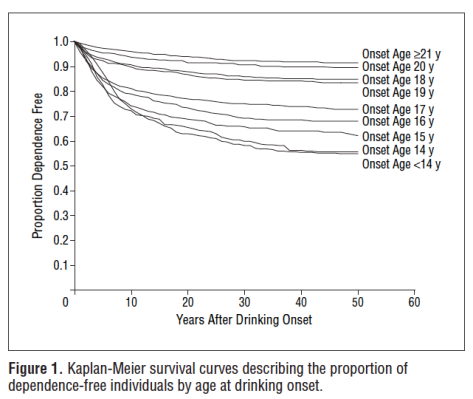 1.0
0.9
0.8
0.7
0.6
0.5
0.4
0.3
0.2
0.1
0
10
20
30
40
50
60
Proportion Dependence Free
Years After Drinking Onset
Onset Age ≥21 y
Onset Age 20 y
Onset Age 18 y
Onset Age 19 y
Onset Age 17 y
Onset Age 16 y
Onset Age 15 y
Onset Age 14 y
Onset Age <14 y
Figure 1. Kaplan-Meier survival curves describing the proportion of
dependence-free individuals by age at drinking onset.